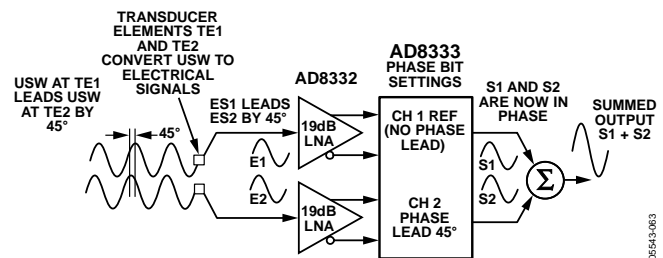 TRANSDUCER
ELEMENTS TE1
AND TE2
CONVERT USW TO
ELECTRICAL
SIGNALS
USW AT TE1
LEADS USW
AT TE2 BY
45°
45°
ES1 LEADS
ES2 BY 45°
AD8332
19dB
LNA
E1
E2
19dB
LNA
AD8333
PHASE BIT
SETTINGS
CH 1 REF
(NO PHASE
LEAD)
CH 2
PHASE
LEAD 45°
S1 AND S2
ARE NOW IN
PHASE
S1
S2
Σ
SUMMED
OUTPUT
S1 + S2
05543-063